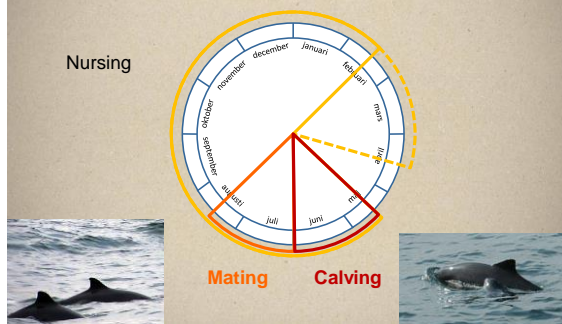 Nursing
januari
februari
mars
april
maj
juni
juli
augusti
september
oktober
november
december
Mating
Calving